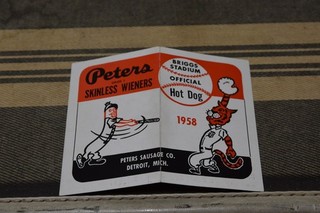 Peters
SKINLESS WIENERS
BRIGGS
STADIUM
OFFICIAL
Hot Dog
1958
PETERS SAUSAGE CO.
DETROIT, MICH.